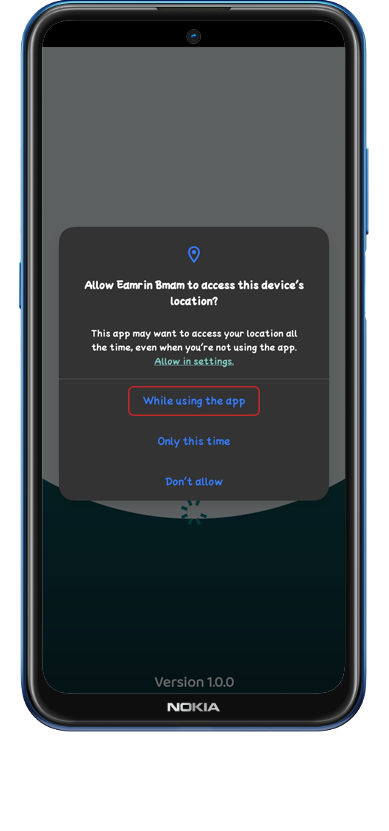 Allow Eamrin Bmam to access this device's
location?
This app may want to access your location all
the time, even when you're not using the app.
Allow in settings.
While using the app
Only this time
Don't allow
Version 1.0.0
NOKIA